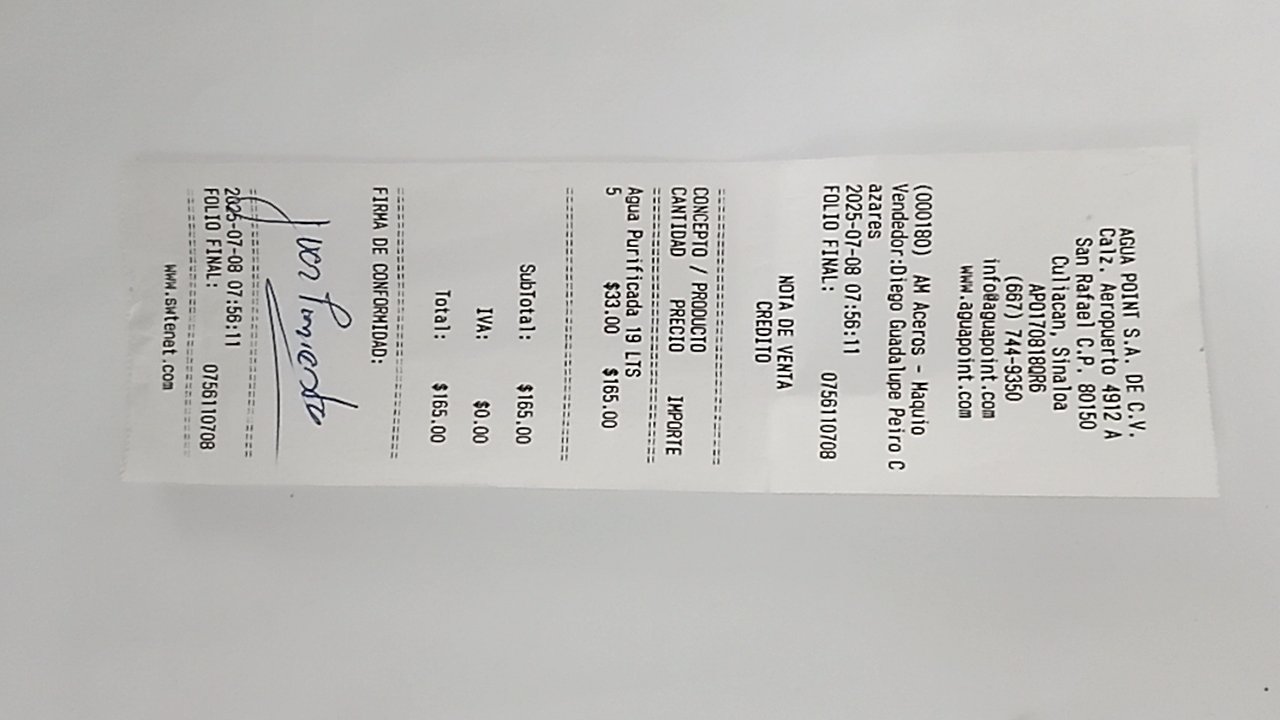 AGUA POINT S.A. DE C.V.
Calz. Aeropuerto 4912 A
San Rafael C.P. 80150
Culiacan, Sinaloa
APO170818QR6
(667) 744-9350
info@aguapoint.com
www.aguapoint.com
(000180) AM Aceros - Maquio
Vendedor:Diego Guadalupe Peiro C
azares
2025-07-08 07:56:11
FOLIO FINAL: 0756110708
NOTA DE VENTA
CREDITO
================================
CONCEPTO / PRODUCTO
CANTIDAD PRECIO IMPORTE
================================
Agua Purificada 19 LTS
5 $33.00 $165.00
================================
SubTotal: $165.00
IVA: $0.00
Total: $165.00
================================
FIRMA DE CONFORMIDAD:
================================
2025-07-08 07:56:11
FOLIO FINAL: 0756110708
================================
www.swtenet.com